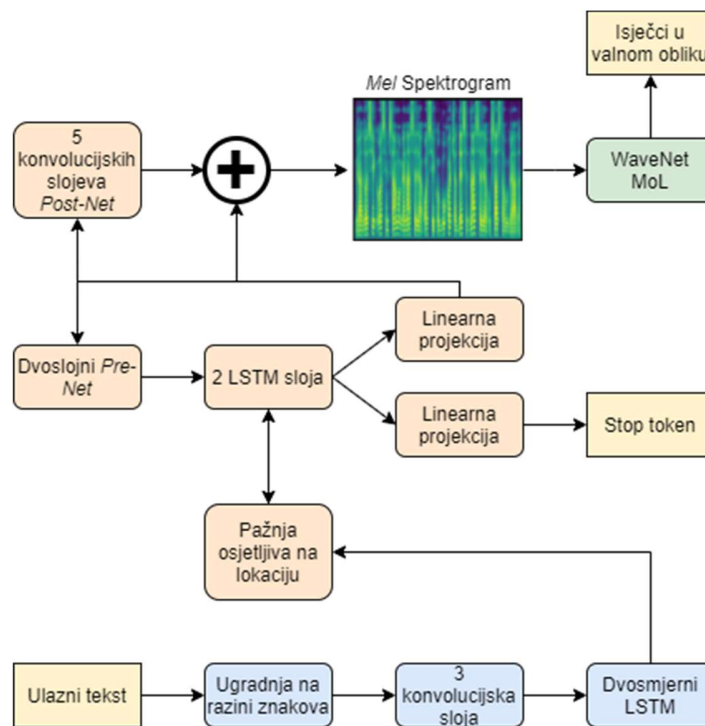 Isječci u
valnom obliku
Mel Spektrogram
5
konvolucijskih
slojeva
Post-Net
WaveNet
MoL
Linearna
projekcija
Dvoslojni Pre-
Net
2 LSTM sloja
Linearna
projekcija
Stop token
Pažnja
osjetljiva na
lokaciju
Ulazni tekst
Ugradnja na
razini znakova
3
konvolucijska
sloja
Dvosmjerni
LSTM